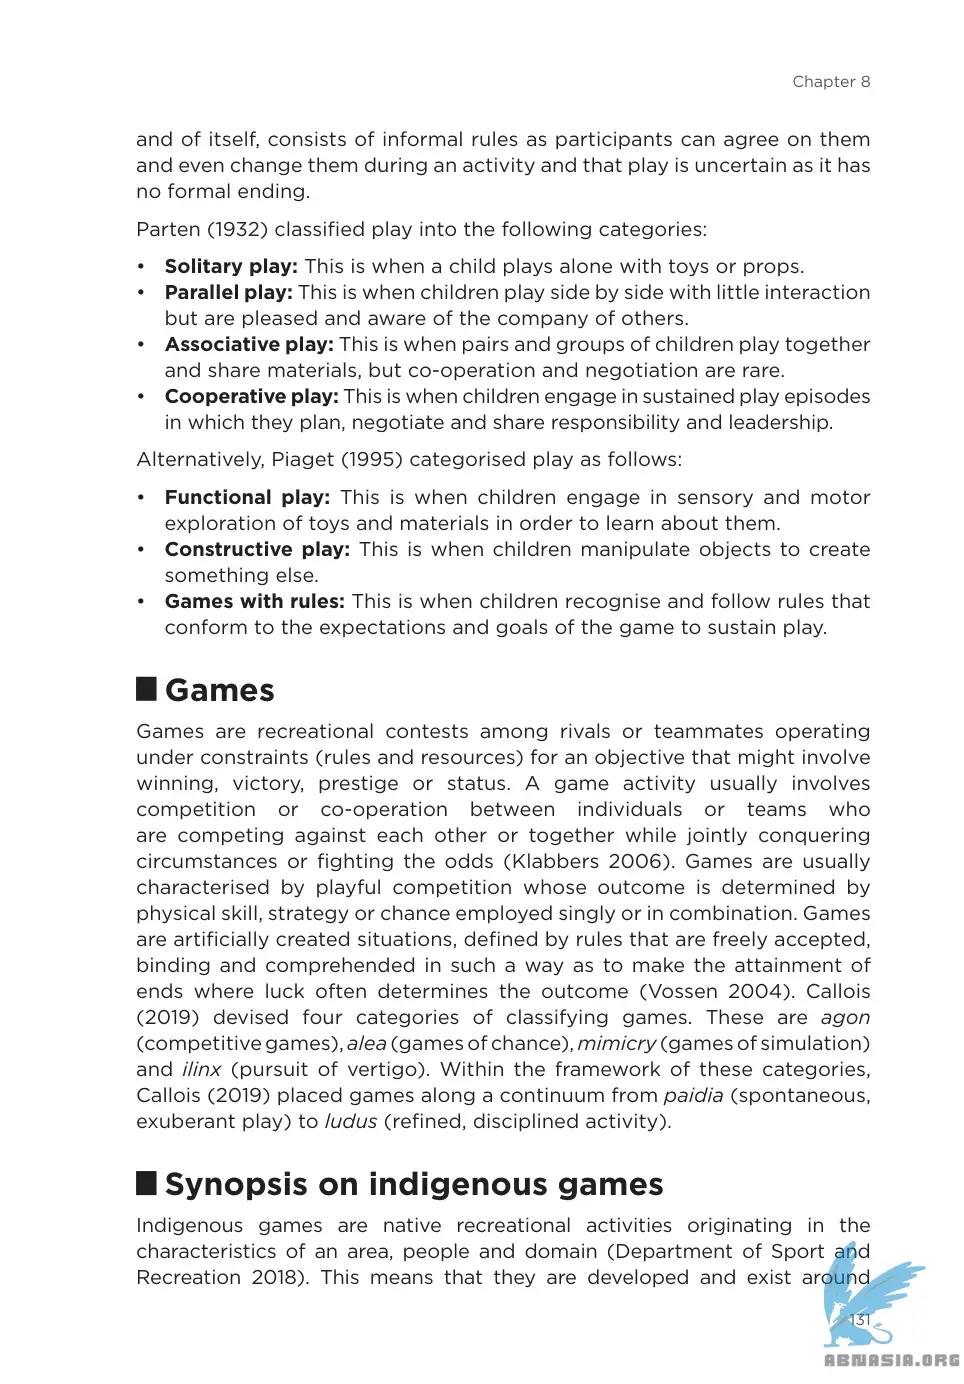 Chapter 8
and of itself, consists of informal rules as participants can agree on them
and even change them during an activity and that play is uncertain as it has
no formal ending.
Parten (1932) classified play into the following categories:
• Solitary play: This is when a child plays alone with toys or props.
• Parallel play: This is when children play side by side with little interaction
but are pleased and aware of the company of others.
• Associative play: This is when pairs and groups of children play together
and share materials, but co-operation and negotiation are rare.
• Cooperative play: This is when children engage in sustained play episodes
in which they plan, negotiate and share responsibility and leadership.
Alternatively, Piaget (1995) categorised play as follows:
• Functional play: This is when children engage in sensory and motor
exploration of toys and materials in order to learn about them.
• Constructive play: This is when children manipulate objects to create
something else.
• Games with rules: This is when children recognise and follow rules that
conform to the expectations and goals of the game to sustain play.
Games
Games are recreational contests among rivals or teammates operating
under constraints (rules and resources) for an objective that might involve
winning, victory, prestige or status. A game activity usually involves
competition or co-operation between individuals or teams who
are competing against each other or together while jointly conquering
circumstances or fighting the odds (Klabbers 2006). Games are usually
characterised by playful competition whose outcome is determined by
physical skill, strategy or chance employed singly or in combination. Games
are artificially created situations, defined by rules that are freely accepted,
binding and comprehended in such a way as to make the attainment of
ends where luck often determines the outcome (Vossen 2004). Callois
(2019) devised four categories of classifying games. These are agon
(competitive games), alea (games of chance), mimicry (games of simulation)
and ilinx (pursuit of vertigo). Within the framework of these categories,
Callois (2019) placed games along a continuum from paidia (spontaneous,
exuberant play) to ludus (refined, disciplined activity).
Synopsis on indigenous games
Indigenous games are native recreational activities originating in the
characteristics of an area, people and domain (Department of Sport and
Recreation 2018). This means that they are developed and exist around
131
ABNASIA.ORG